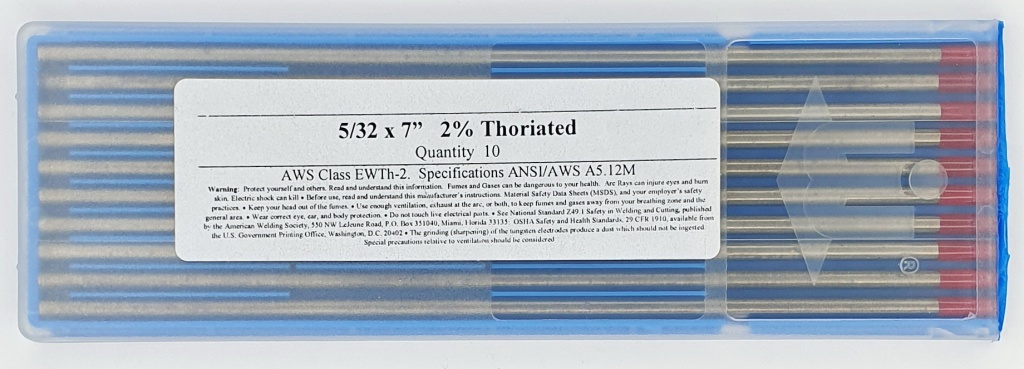 5/32 x 7” 2% Thoriated
Quantity 10
AWS Class EWTh-2. Specifications ANSI/AWS A5.12M
Warning: Protect yourself and others. Read and understand this information. Fumes and Gases can be dangerous to your health. Arc Rays can injure eyes and burn
skin. Electric shock can kill • Before use, read and understand this manufacturer's instructions. Material Safety Data Sheets (MSDS), and your employer's safety
practices. • Keep your head out of the fumes. • Use enough ventilation, exhaust at the arc, or both, to keep fumes and gases away from your breathing zone and the
general area. • Wear correct eye, ear, and body protection. • Do not touch live electrical parts. • See National Standard Z49.1 Safety in Welding and Cutting, published
by the American Welding Society, 550 NW LeJeune Road, P.O. Box 351040, Miami, Florida 33135. OSHA Safety and Health Standards, 29 CFR 1910, available from
the U.S. Government Printing Office, Washington, D.C. 20402 • The grinding (sharpening) of the tungsten electrodes produce a dust which should not be ingested
Special precautions relative to ventilation should be considered
®